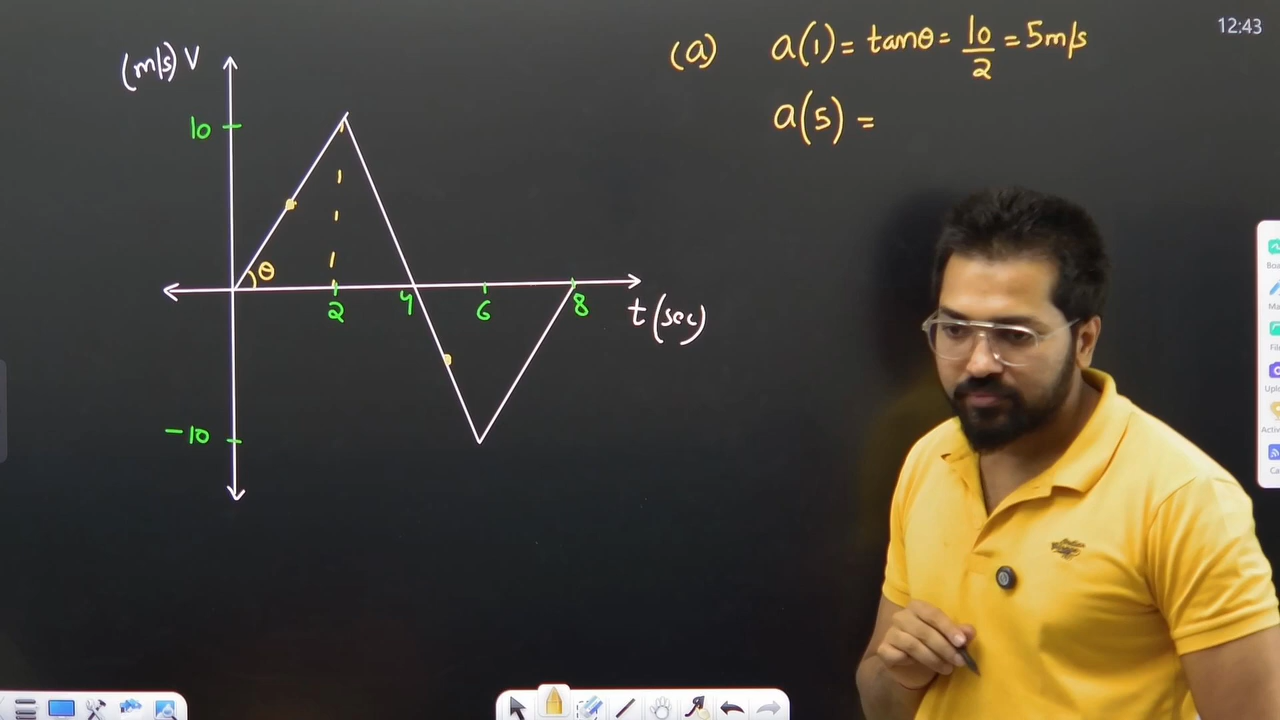 12:43
(a) a(1) = tanθ = 10/2 = 5m/s
a(5) =
(m/s) V
10
θ
2 4 6 8
t(sec)
-10